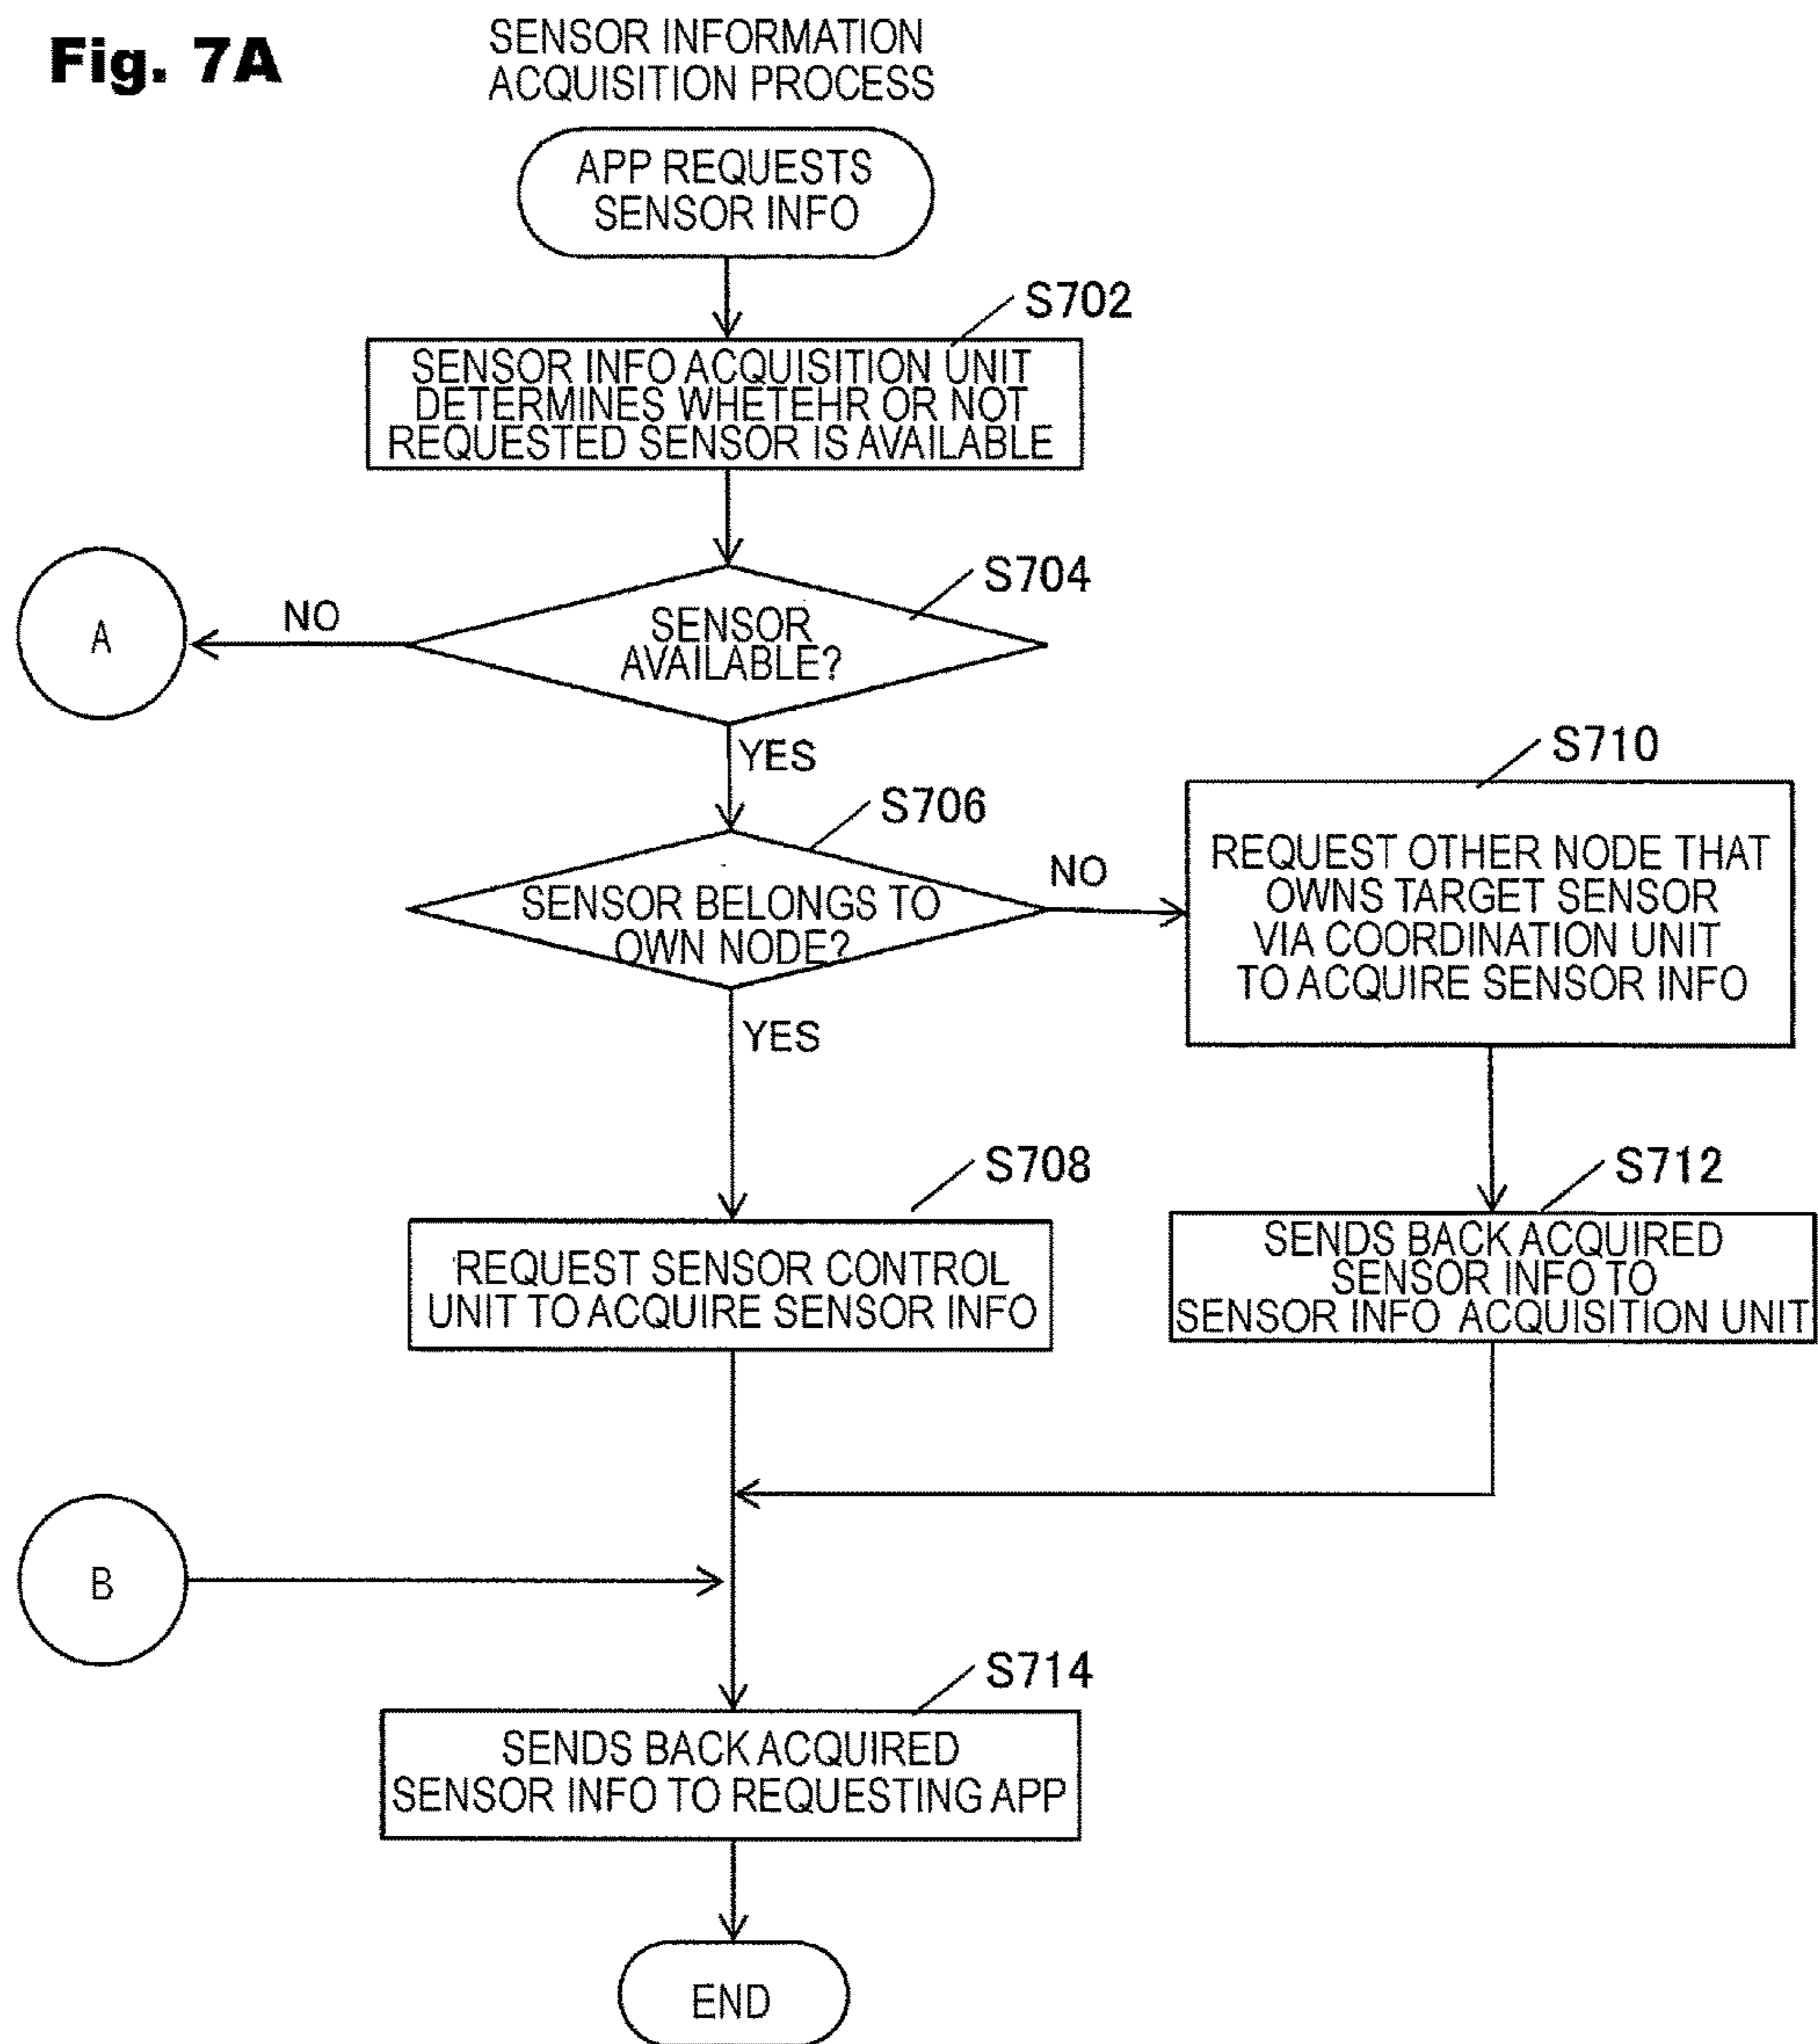 Fig. 7A
SENSOR INFORMATION
ACQUISITION PROCESS
APP REQUESTS
SENSOR INFO
S702
SENSOR INFO ACQUISITION UNIT
DETERMINES WHETEHR OR NOT
REQUESTED SENSOR IS AVAILABLE
S704
SENSOR
AVAILABLE?
NO
A
YES
S706
SENSOR BELONGS TO
OWN NODE?
NO
S710
REQUEST OTHER NODE THAT
OWNS TARGET SENSOR
VIA COORDINATION UNIT
TO ACQUIRE SENSOR INFO
YES
S708
REQUEST SENSOR CONTROL
UNIT TO ACQUIRE SENSOR INFO
S712
SENDS BACK ACQUIRED
SENSOR INFO TO
SENSOR INFO ACQUISITION UNIT
B
S714
SENDS BACK ACQUIRED
SENSOR INFO TO REQUESTING APP
END